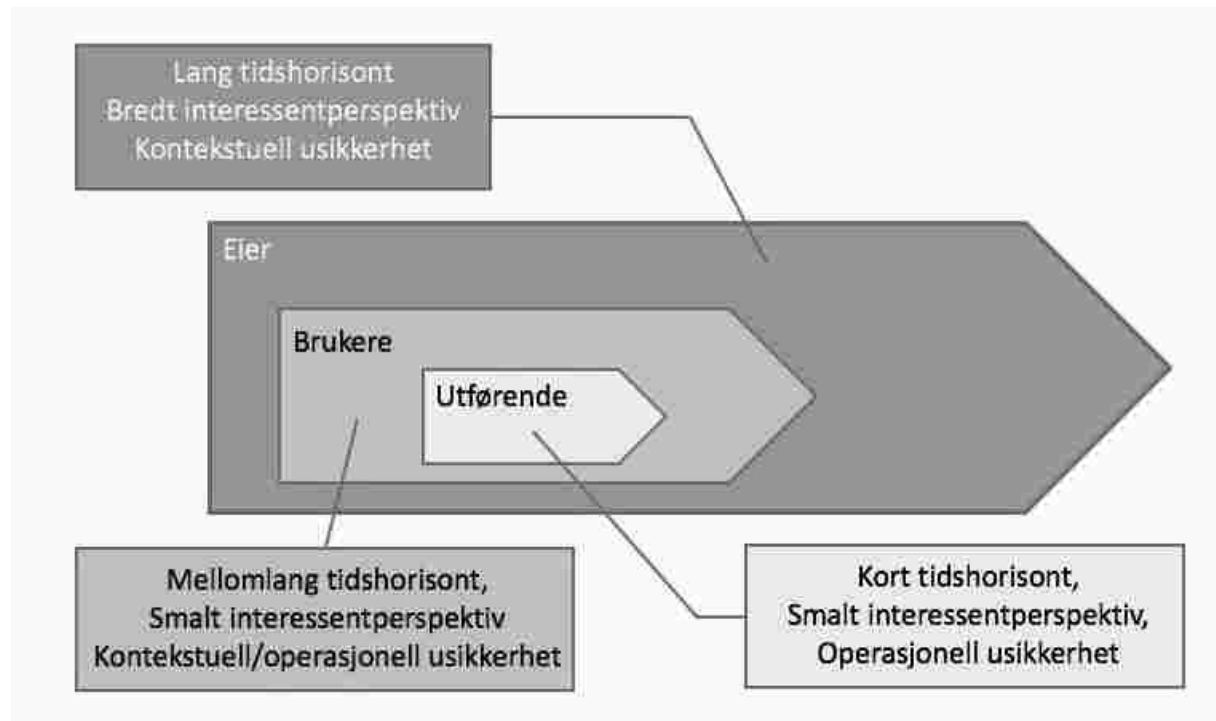 Lang tidshorisont
Bredt interessentperspektiv
Kontekstuell usikkerhet
Eier
Brukere
Utførende
Mellomlang tidshorisont,
Smalt interessentperspektiv
Kontekstuell/operasjonell usikkerhet
Kort tidshorisont,
Smalt interessentperspektiv,
Operasjonell usikkerhet